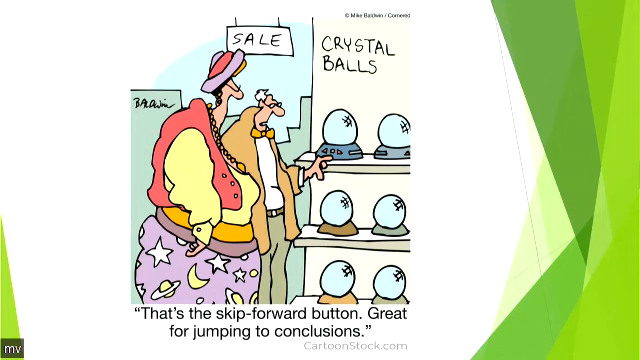 © Mike Baldwin / Cornered
SALE
CRYSTAL
BALLS
BALDWIN
"That's the skip-forward button. Great
for jumping to conclusions."
CartoonStock.com
mv